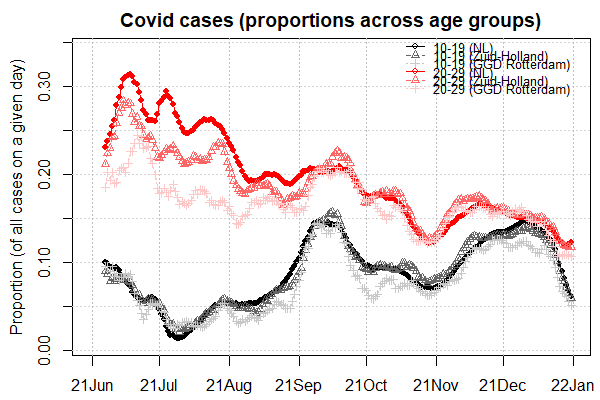 Covid cases (proportions across age groups)
10-19 (NL)
10-19 (Zuid-Holland)
10-19 (GGD Rotterdam)
20-29 (NL)
20-29 (Zuid-Holland)
20-29 (GGD Rotterdam)
Proportion (of all cases on a given day)
0.30
0.20
0.10
0.00
21Jun 21Jul 21Aug 21Sep 21Oct 21Nov 21Dec 22Jan